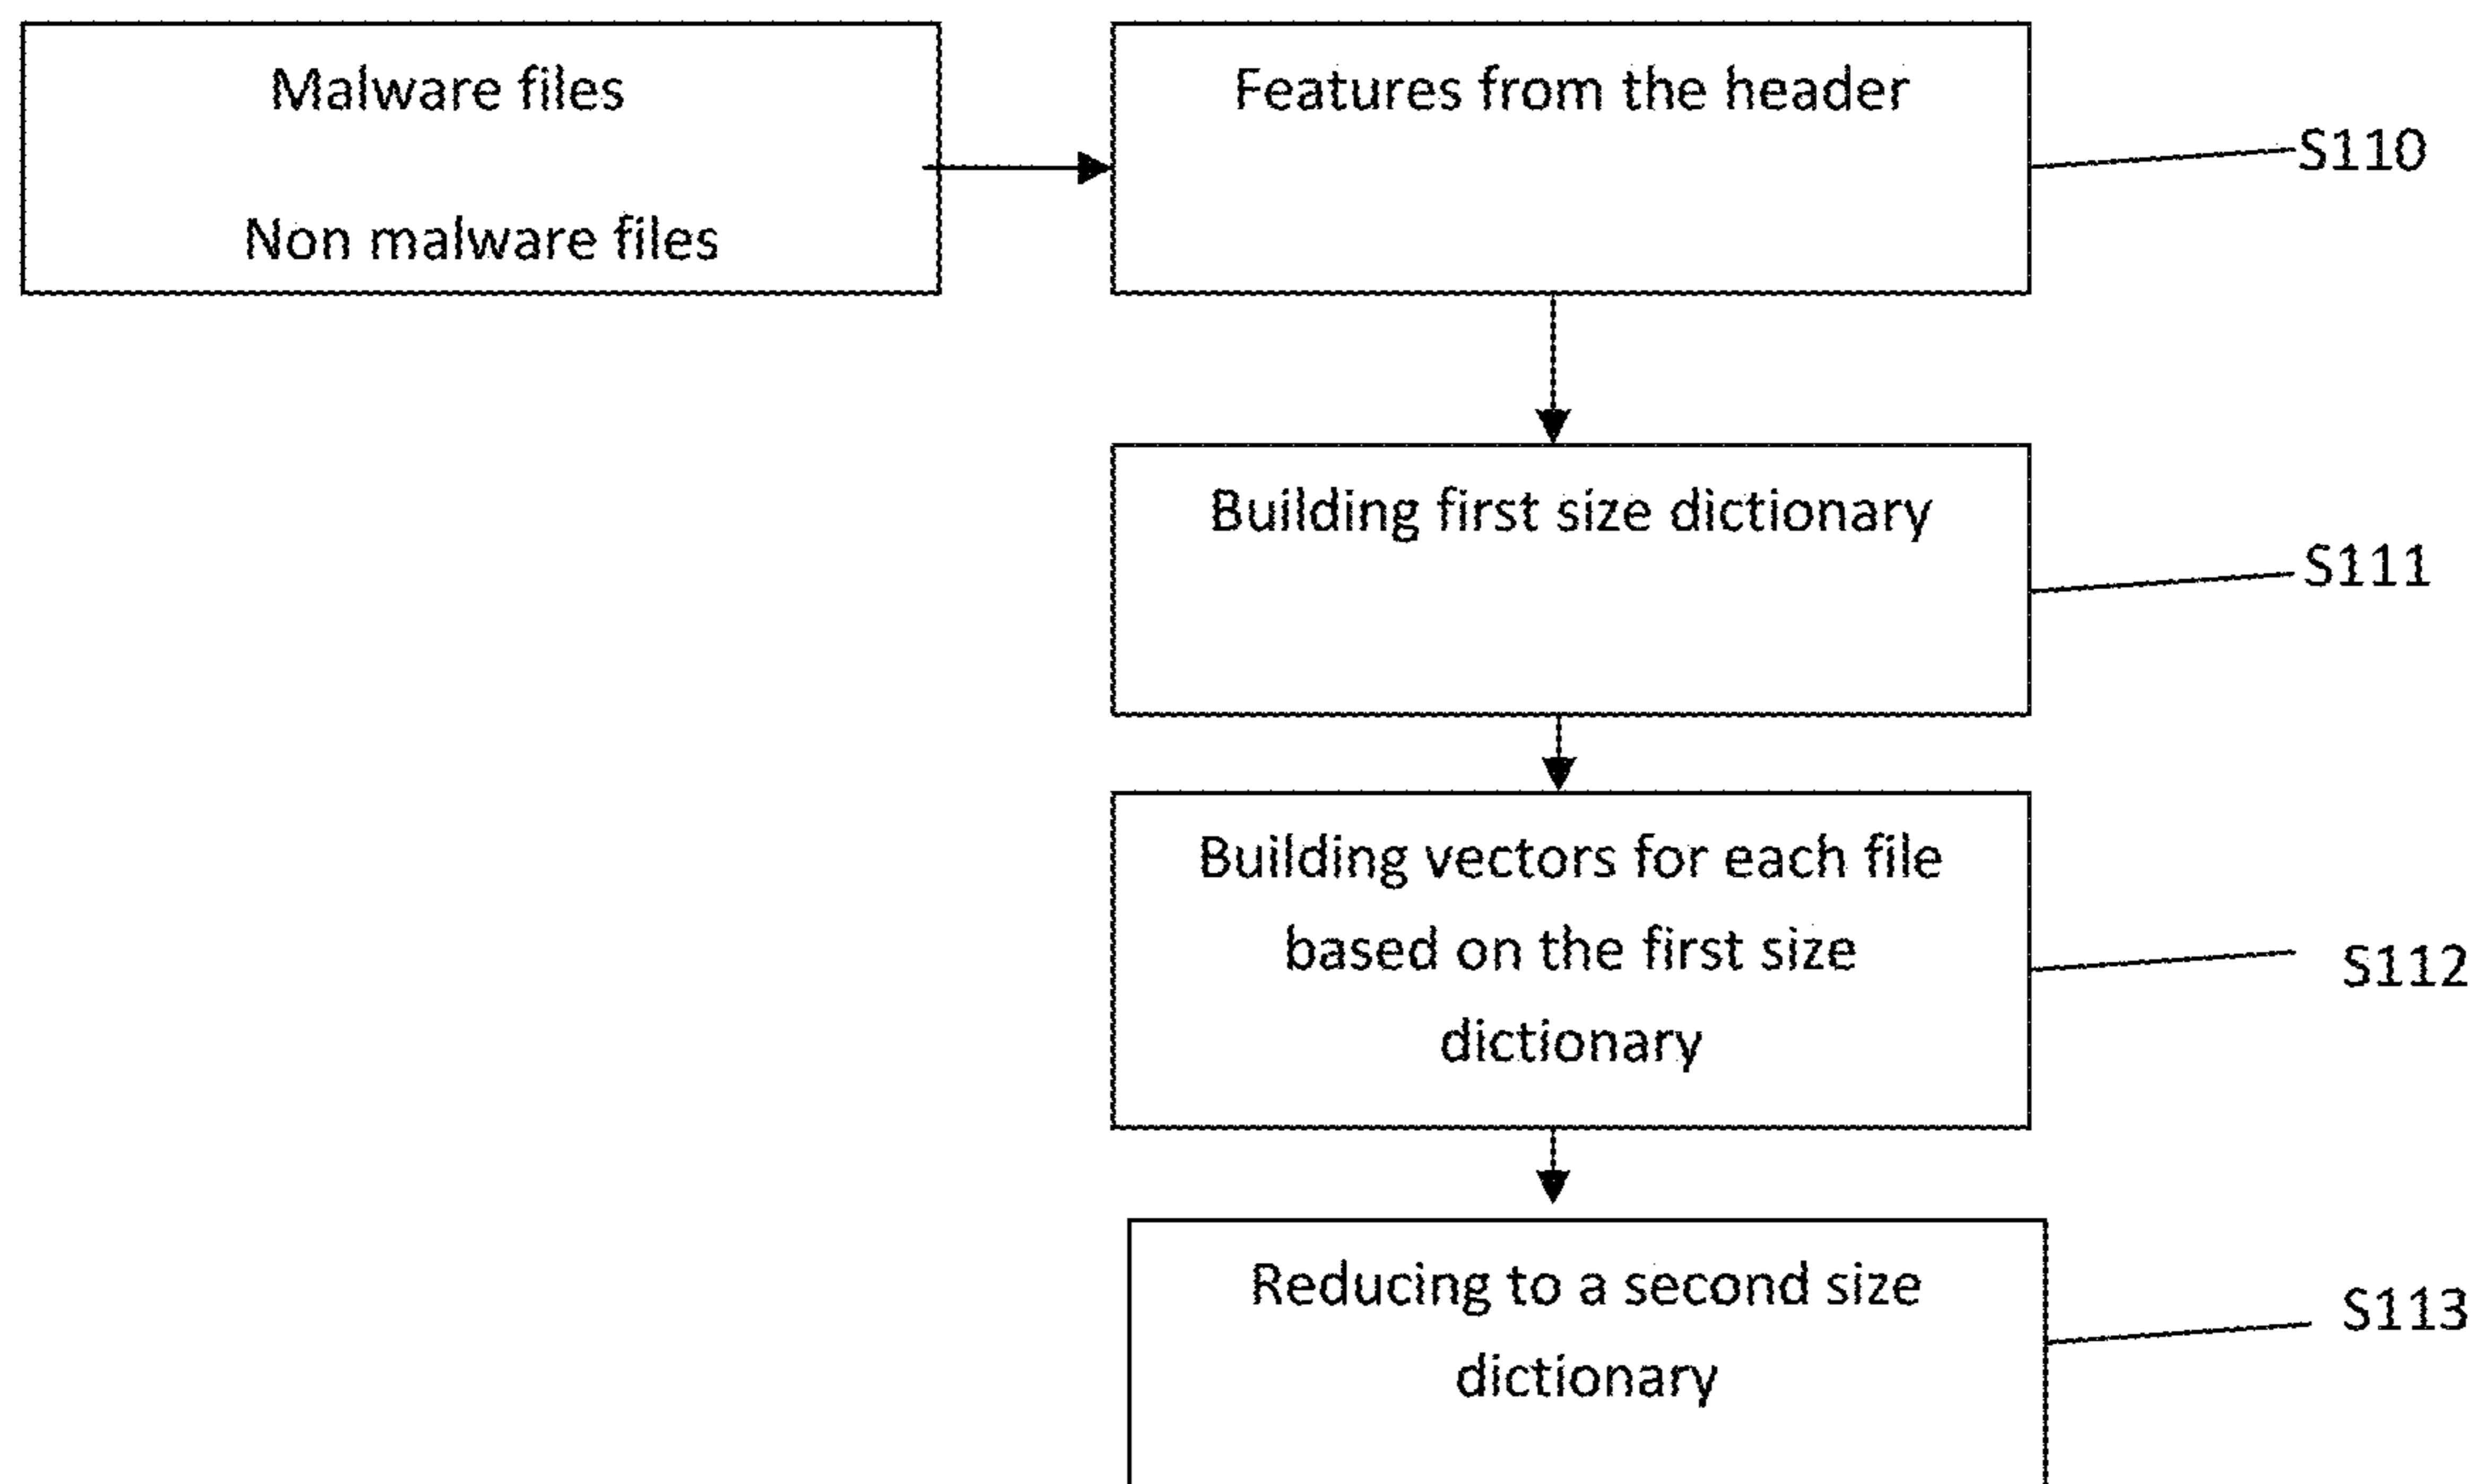 Malware files
Non malware files
Features from the header
S110
Building first size dictionary
S111
Building vectors for each file
based on the first size
dictionary
S112
Reducing to a second size
dictionary
S113